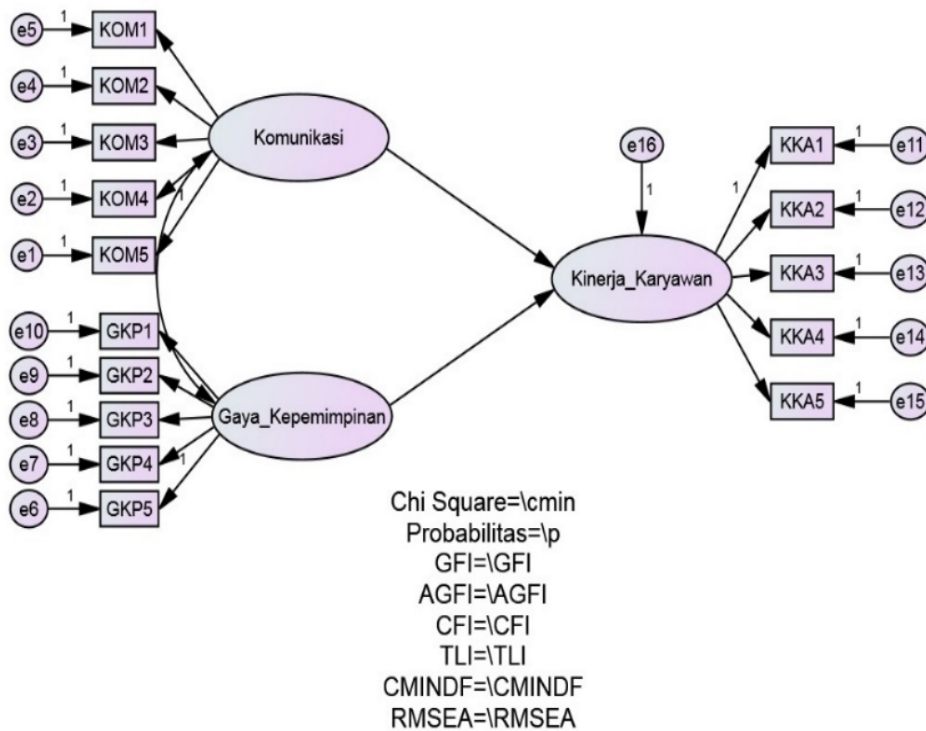 e5 1 KOM1
e4 1 KOM2
e3 1 KOM3
e2 1 KOM4
e1 1 KOM5
Komunikasi
1
e10 1 GKP1
e9 1 GKP2
e8 1 GKP3
e7 1 GKP4
e6 1 GKP5
Gaya_Kepemimpinan
1
e16
1
Kinerja_Karyawan
1
KKA1 1 e11
KKA2 1 e12
KKA3 1 e13
KKA4 1 e14
KKA5 1 e15
Chi Square=\cmin
Probabilitas=\p
GFI=\GFI
AGFI=\AGFI
CFI=\CFI
TLI=\TLI
CMINDF=\CMINDF
RMSEA=\RMSEA